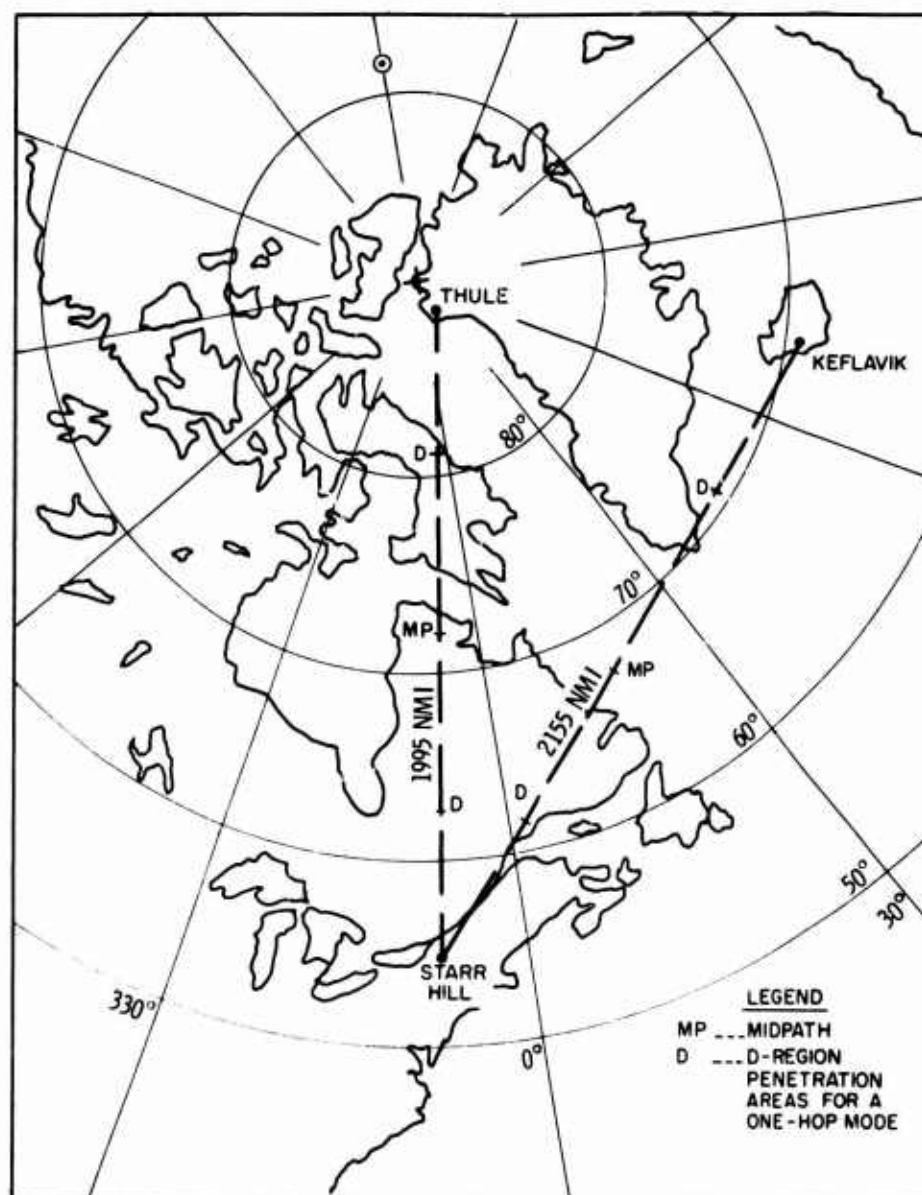 THULE
KEFLAVIK
80°
D
D
70°
MP
MP
1995 NMI
2155 NMI
60°
D
D
50°
30°
STARR
HILL
330°
0°
LEGEND
MP --- MIDPATH
D --- D-REGION
PENETRATION
AREAS FOR A
ONE-HOP MODE